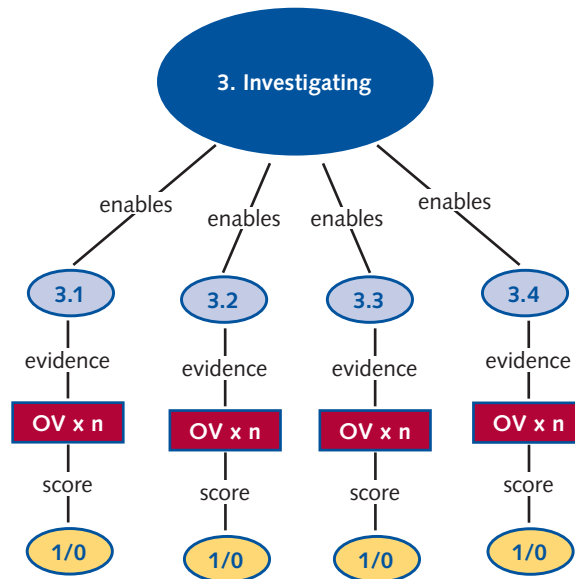 3. Investigating
enables
enables
enables
enables
3.1
3.2
3.3
3.4
evidence
evidence
evidence
evidence
OV x n
OV x n
OV x n
OV x n
score
score
score
score
1/0
1/0
1/0
1/0